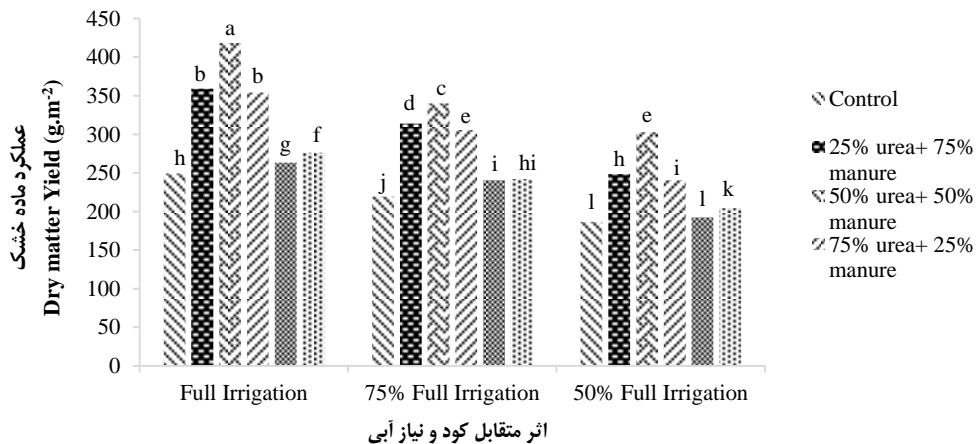 عملکرد ماده خشک
Dry matter Yield (g.m-2)
450
400
350
300
250
200
150
100
50
0
h
b
a
b
g
f
j
d
c
e
i
hi
l
h
e
i
l
k
Full Irrigation
75% Full Irrigation
50% Full Irrigation
اثر متقابل کود و نیاز آبی
Control
25% urea+ 75%
manure
50% urea+ 50%
manure
75% urea+ 25%
manure